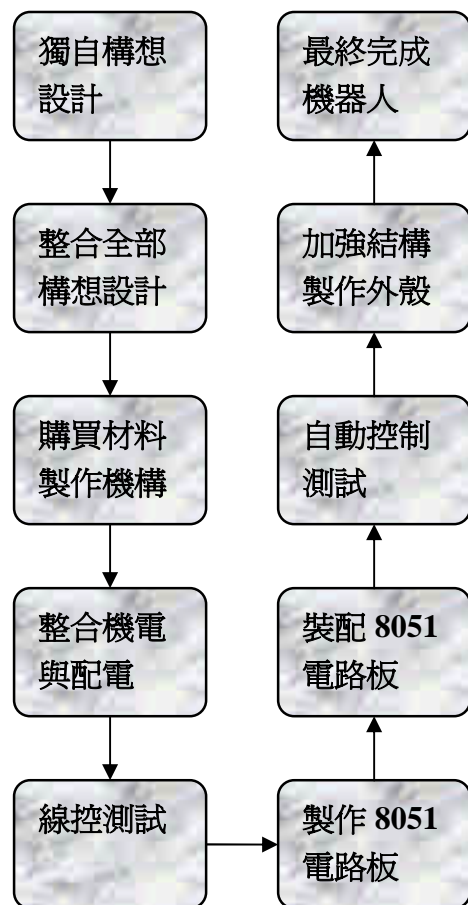 獨自構想
設計
整合全部
構想設計
購買材料
製作機構
整合機電
與配電
線控測試
製作 8051
電路板
裝配 8051
電路板
自動控制
測試
加強結構
製作外殼
最終完成
機器人